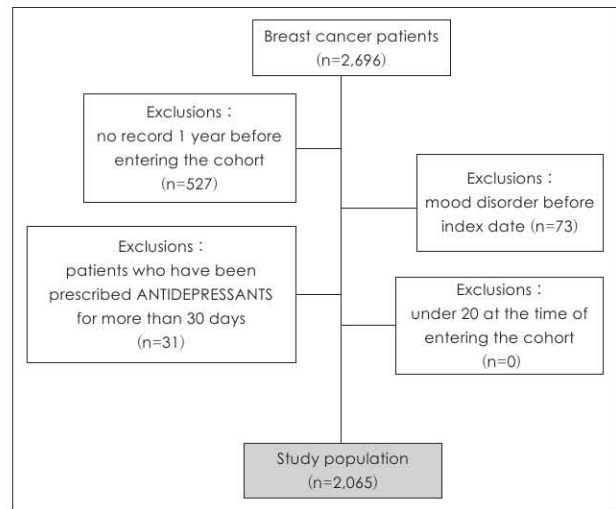 Breast cancer patients
(n=2,696)
Exclusions：
no record 1 year before
entering the cohort
(n=527)
Exclusions：
mood disorder before
index date (n=73)
Exclusions：
patients who have been
prescribed ANTIDEPRESSANTS
for more than 30 days
(n=31)
Exclusions：
under 20 at the time of
entering the cohort
(n=0)
Study population
(n=2,065)